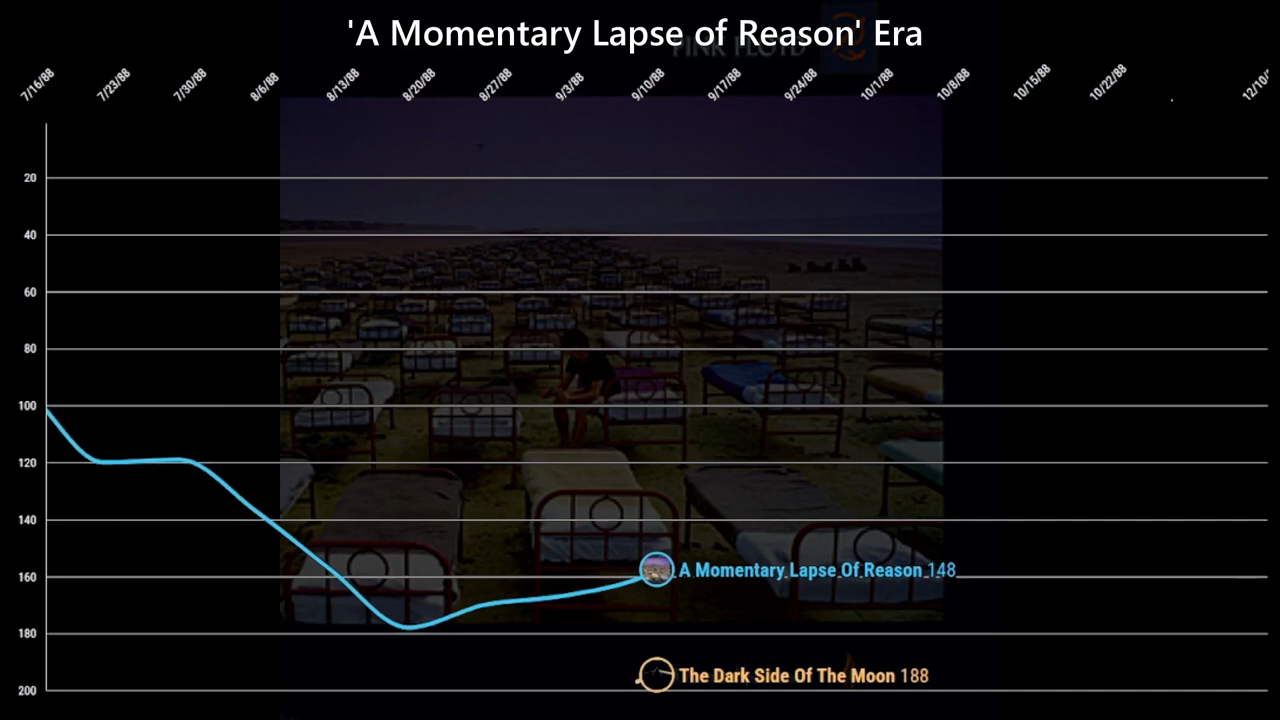 'A Momentary Lapse of Reason' Era
PINK FLOYD
7/16/88 7/23/88 7/30/88 8/6/88 8/13/88 8/20/88 8/27/88 9/3/88 9/10/88 9/17/88 9/24/88 10/1/88 10/8/88 10/15/88 10/22/88
20
40
60
80
100
120
140
A Momentary Lapse Of Reason 148
160
180
The Dark Side Of The Moon 188
200